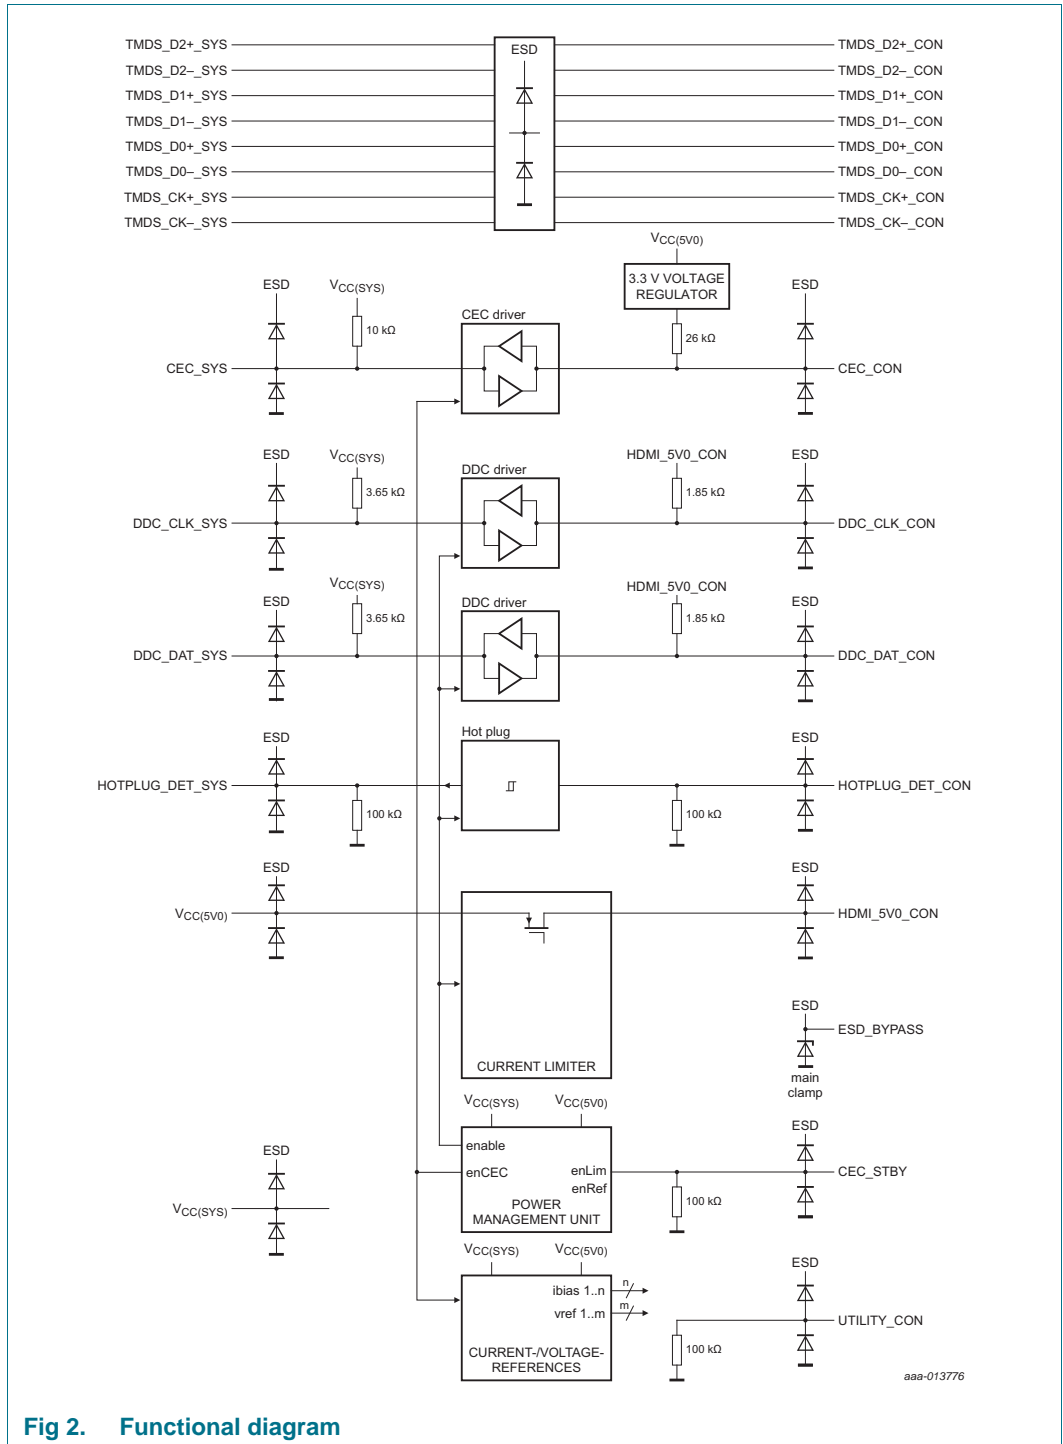 TMDS_D2+_SYS ESD TMDS_D2+_CON
TMDS_D2–_SYS TMDS_D2–_CON
TMDS_D1+_SYS TMDS_D1+_CON
TMDS_D1–_SYS TMDS_D1–_CON
TMDS_D0+_SYS TMDS_D0+_CON
TMDS_D0–_SYS TMDS_D0–_CON
TMDS_CK+_SYS TMDS_CK+_CON
TMDS_CK–_SYS TMDS_CK–_CON
VCC(5V0)
ESD VCC(SYS) 3.3 V VOLTAGE REGULATOR ESD
CEC driver
10 kΩ 26 kΩ
CEC_SYS CEC_CON
ESD VCC(SYS) HDMI_5V0_CON ESD
DDC driver
3.65 kΩ 1.85 kΩ
DDC_CLK_SYS DDC_CLK_CON
VCC(SYS) HDMI_5V0_CON
ESD DDC driver ESD
3.65 kΩ 1.85 kΩ
DDC_DAT_SYS DDC_DAT_CON
ESD Hot plug ESD
HOTPLUG_DET_SYS HOTPLUG_DET_CON
100 kΩ 100 kΩ
ESD ESD
VCC(5V0) HDMI_5V0_CON
ESD
ESD_BYPASS
CURRENT LIMITER
main
clamp
VCC(SYS) VCC(5V0)
ESD
enable
ESD
enCEC enLim CEC_STBY
enRef
100 kΩ
POWER
MANAGEMENT UNIT
VCC(SYS)
VCC(SYS) VCC(5V0)
ESD
ibias 1..n n
vref 1..m m
UTILITY_CON
100 kΩ
CURRENT-/VOLTAGE-
REFERENCES
aaa-013776
Fig 2. Functional diagram